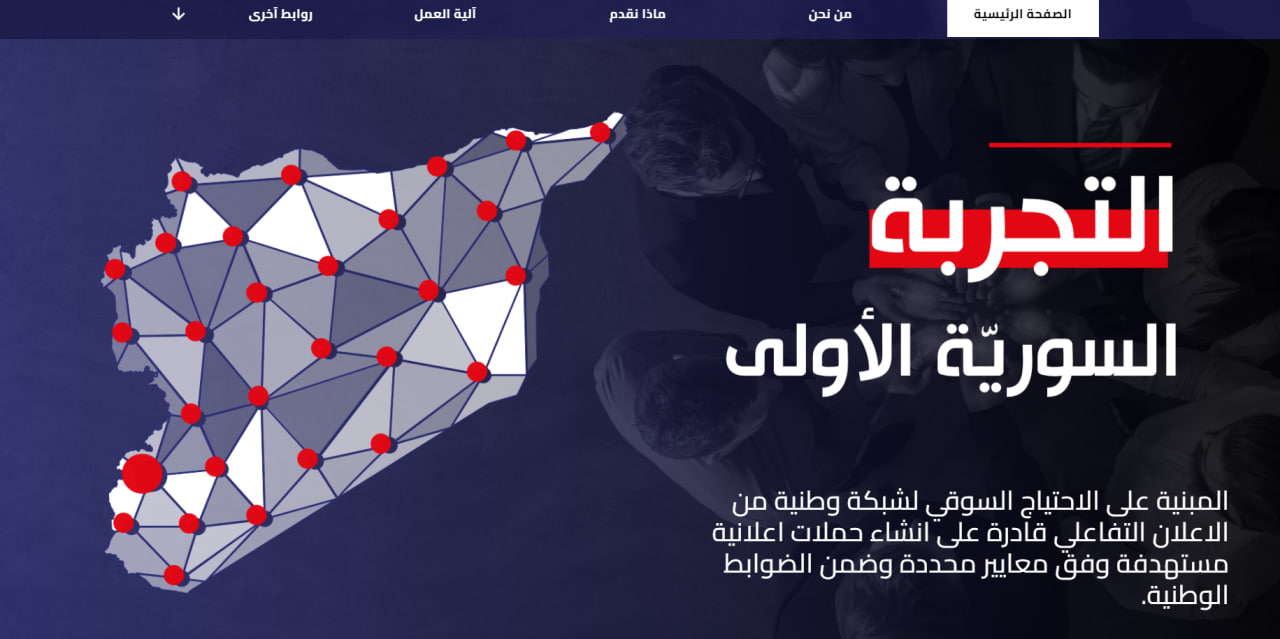 الصفحة الرئيسية
من نحن
ماذا نقدم
آلية العمل
روابط آخرى
التجربة
السوريّة الأولى
المبنية على الاحتياج السوقي لشبكة وطنية من
الاعلان التفاعلي قادرة على انشاء حملات اعلانية
مستهدفة وفق معايير محددة وضمن الضوابط
الوطنية.